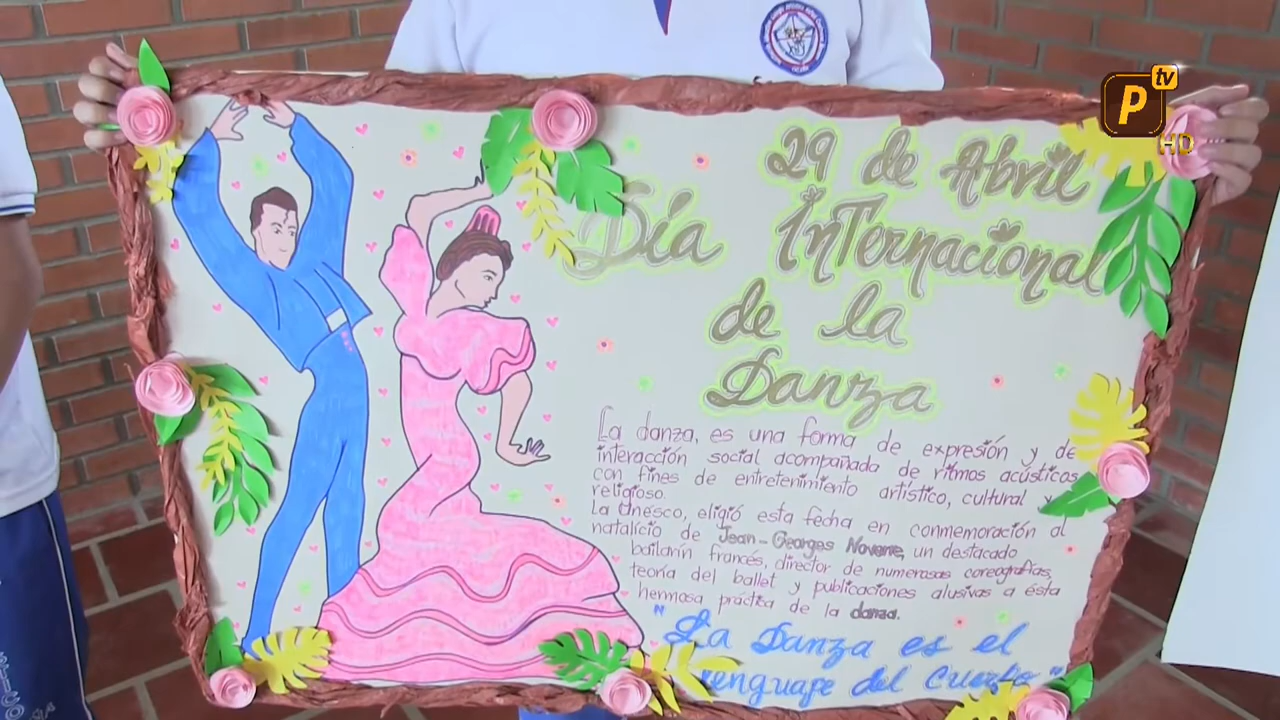 P tv
HD
29 de Abril
Día InTernacional
de la
Danza
La danza, es una forma de expresión y de
interacción social acompañada de ritmos acústicos
con fines de entretenimiento artístico, cultural y
religioso.
La Unesco, eligió esta fecha en conmemoración al
natalicio de Jean-Georges Noverre, un destacado
bailarín francés, director de numerosas coreografías,
teoría del ballet y publicaciones alusivas a ésta
hermosa práctica de la danza.
"La Danza es el
lenguaje del Cuerpo"